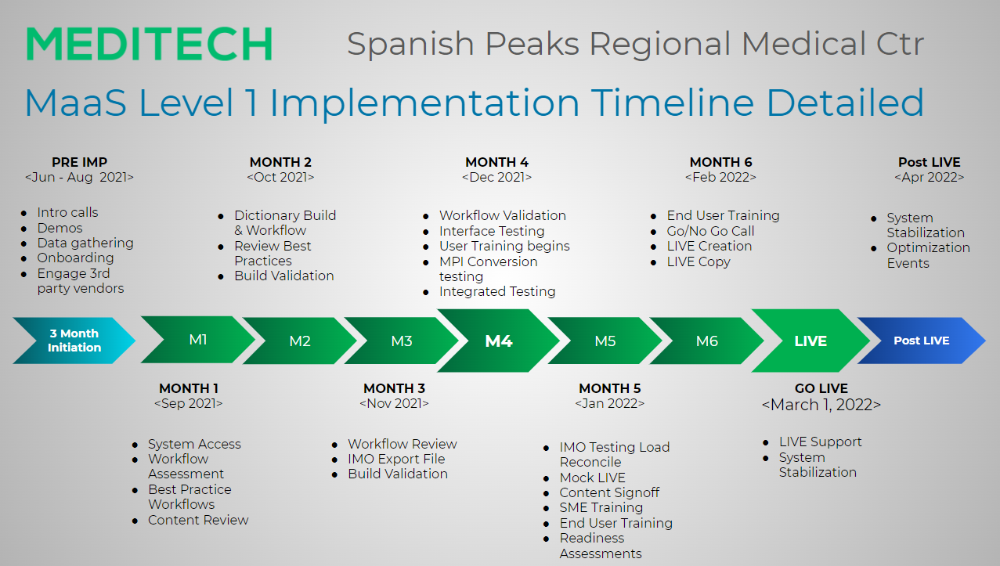 MEDITECH
Spanish Peaks Regional Medical Ctr
MaaS Level 1 Implementation Timeline Detailed
PRE IMP
<Jun - Aug  2021>
● Intro calls
● Demos
● Data gathering
● Onboarding
● Engage 3rd
party vendors
MONTH 2
<Oct 2021>
● Dictionary Build
& Workflow
● Review Best
Practices
● Build Validation
MONTH 4
<Dec 2021>
● Workflow Validation
● Interface Testing
● User Training begins
● MPI Conversion
testing
● Integrated Testing
MONTH 6
<Feb 2022>
● End User Training
● Go/No Go Call
● LIVE Creation
● LIVE Copy
Post LIVE
<Apr 2022>
● System
Stabilization
● Optimization
Events
3 Month
Initiation
M1
M2
M3
M4
M5
M6
LIVE
Post LIVE
MONTH 1
<Sep 2021>
● System Access
● Workflow
Assessment
● Best Practice
Workflows
● Content Review
MONTH 3
<Nov 2021>
● Workflow Review
● IMO Export File
● Build Validation
MONTH 5
<Jan 2022>
● IMO Testing Load
Reconcile
● Mock LIVE
● Content Signoff
● SME Training
● End User Training
● Readiness
Assessments
GO LIVE
<March 1, 2022>
● LIVE Support
● System
Stabilization